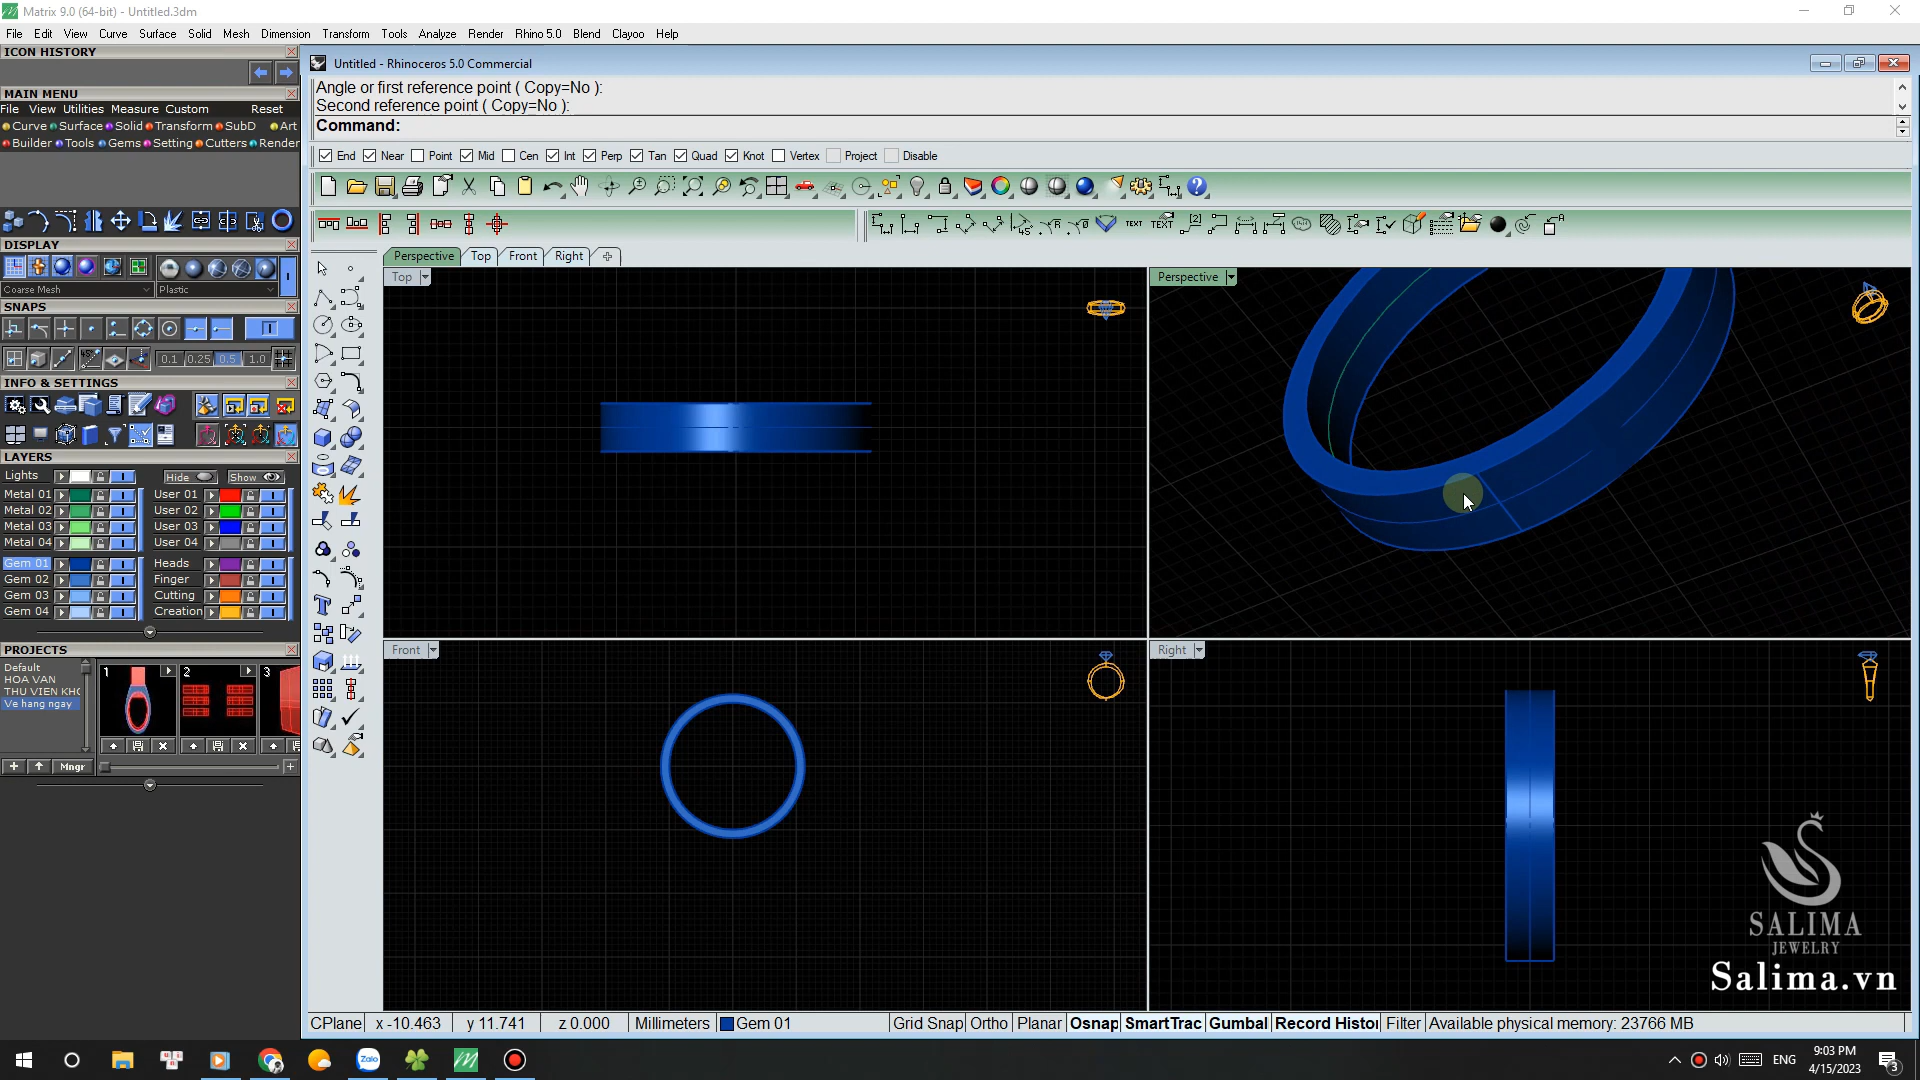 Matrix 9.0 (64-bit) - Untitled.3dm
File Edit View Curve Surface Solid Mesh Dimension Transform Tools Analyze Render Rhino 5.0 Blend Clayoo Help
ICON HISTORY
MAIN MENU
File View Utilities Measure Custom Reset
Curve Surface Solid Transform SubD Art
Builder Tools Gems Setting Cutters Render
DISPLAY
Coarse Mesh Plastic
SNAPS
0.1 0.25 0.5 1.0
INFO & SETTINGS
LAYERS
Lights Hide Show
Metal 01 User 01
Metal 02 User 02
Metal 03 User 03
Metal 04 User 04
Gem 01 Heads
Gem 02 Finger
Gem 03 Cutting
Gem 04 Creation
PROJECTS
Default
HOA VAN
THU VIEN KHO
Ve hang ngay
1 2 3
Mngr
Untitled - Rhinoceros 5.0 Commercial
Angle or first reference point ( Copy=No ):
Second reference point ( Copy=No ):
Command:
End Near Point Mid Cen Int Perp Tan Quad Knot Vertex Project Disable
TEXT TEXT
Perspective Top Front Right
Top
Perspective
Front
Right
SALIMA
JEWELRY
Salima.vn
CPlane x -10.463 y 11.741 z 0.000 Millimeters Gem 01 Grid Snap Ortho Planar Osnap SmartTrac Gumbal Record Histor Filter Available physical memory: 23766 MB
Zalo
ENG
9:03 PM
4/15/2023
3